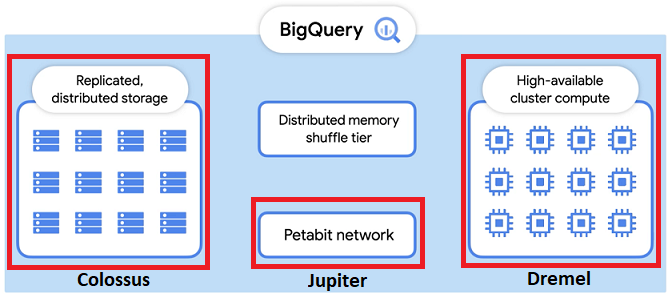 BigQuery
Replicated,
distributed storage
Distributed memory
shuffle tier
High-available
cluster compute
Petabit network
Colossus
Jupiter
Dremel